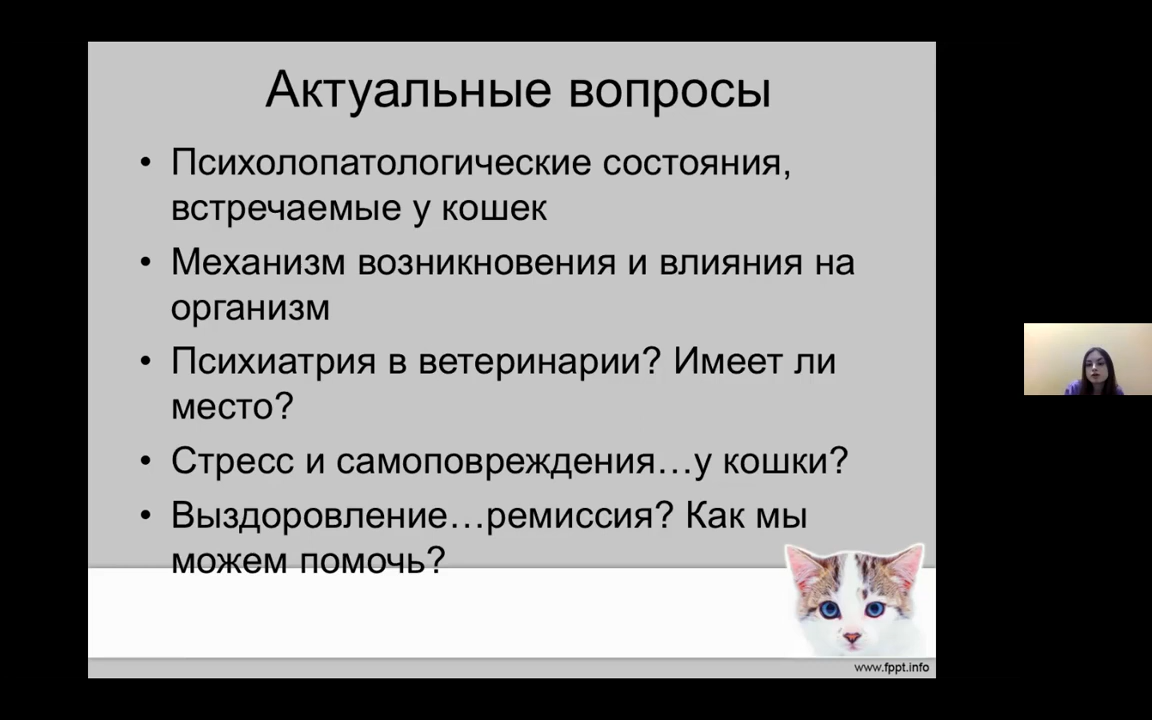 Актуальные вопросы
• Психолопатологические состояния,
встречаемые у кошек
• Механизм возникновения и влияния на
организм
• Психиатрия в ветеринарии? Имеет ли
место?
• Стресс и самоповреждения…у кошки?
• Выздоровление…ремиссия? Как мы
можем помочь?
www.fppt.info